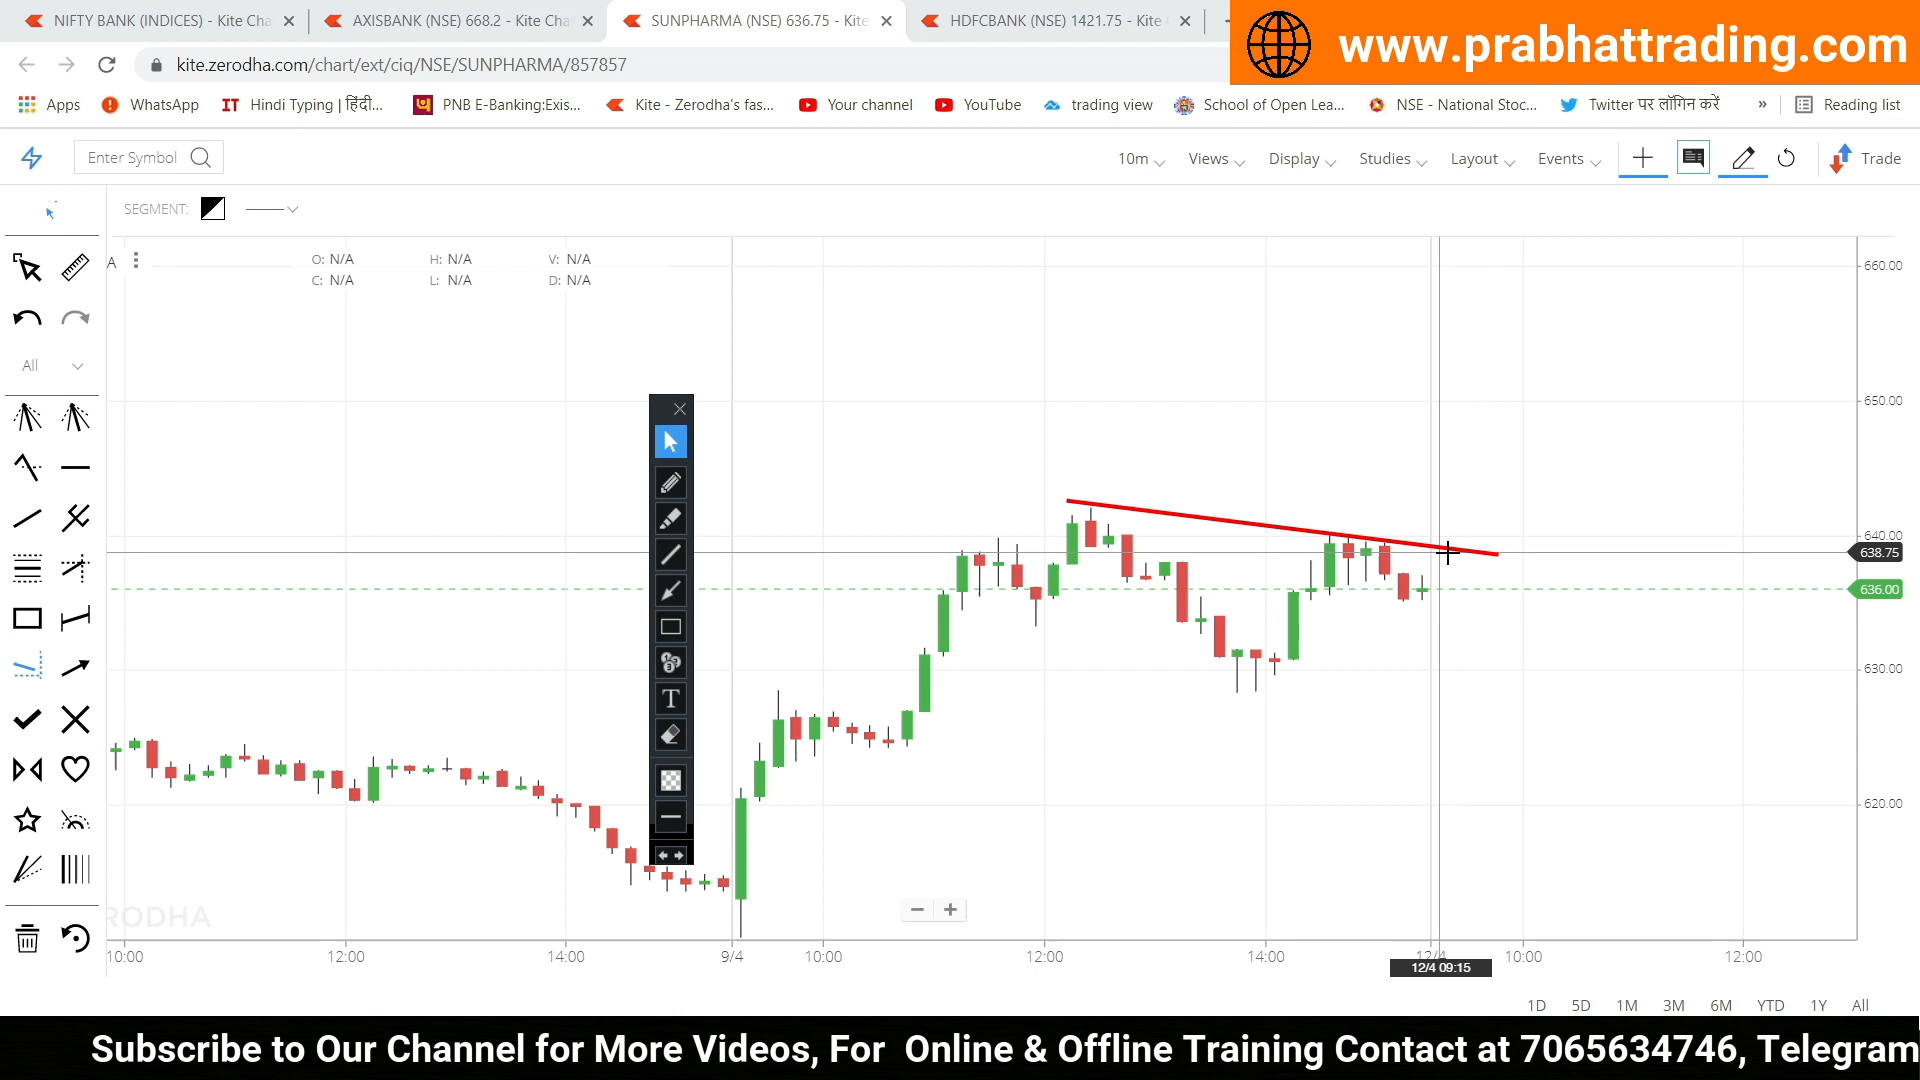 NIFTY BANK (INDICES) - Kite Cha
AXISBANK (NSE) 668.2 - Kite Cha
SUNPHARMA (NSE) 636.75 - Kite
HDFCBANK (NSE) 1421.75 - Kite
www.prabhattrading.com
kite.zerodha.com/chart/ext/ciq/NSE/SUNPHARMA/857857
Apps
WhatsApp
IT Hindi Typing | हिंदी...
PNB E-Banking:Exis...
Kite - Zerodha's fas...
Your channel
YouTube
trading view
School of Open Lea...
NSE - National Stoc...
Twitter पर लॉगिन करें
»
Reading list
Enter Symbol
10m
Views
Display
Studies
Layout
Events
Trade
SEGMENT:
A
O: N/A
H: N/A
V: N/A
C: N/A
L: N/A
D: N/A
All
660.00
650.00
640.00
638.75
636.00
630.00
620.00
T
RODHA
10:00
12:00
14:00
9/4
10:00
12:00
14:00
12/4
10:00
12:00
12/4 09:15
1D
5D
1M
3M
6M
YTD
1Y
All
Subscribe to Our Channel for More Videos, For Online & Offline Training Contact at 7065634746, Telegram